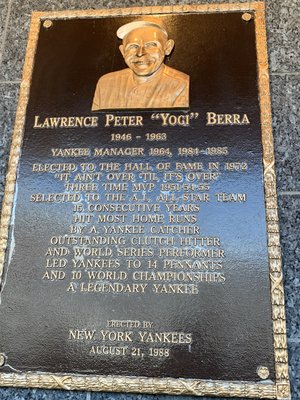 LAWRENCE PETER "YOGI" BERRA
1946 - 1963
YANKEE MANAGER 1964, 1984-1985
ELECTED TO THE HALL OF FAME IN 1972
"IT AIN'T OVER 'TIL IT'S OVER"
THREE TIME MVP 1951-54-55
SELECTED TO THE A.L. ALL STAR TEAM
15 CONSECUTIVE YEARS
HIT MOST HOME RUNS
BY A YANKEE CATCHER
OUTSTANDING CLUTCH HITTER
AND WORLD SERIES PERFORMER
LED YANKEES TO 14 PENNANTS
AND 10 WORLD CHAMPIONSHIPS
A LEGENDARY YANKEE
ERECTED BY
NEW YORK YANKEES
AUGUST 21, 1988